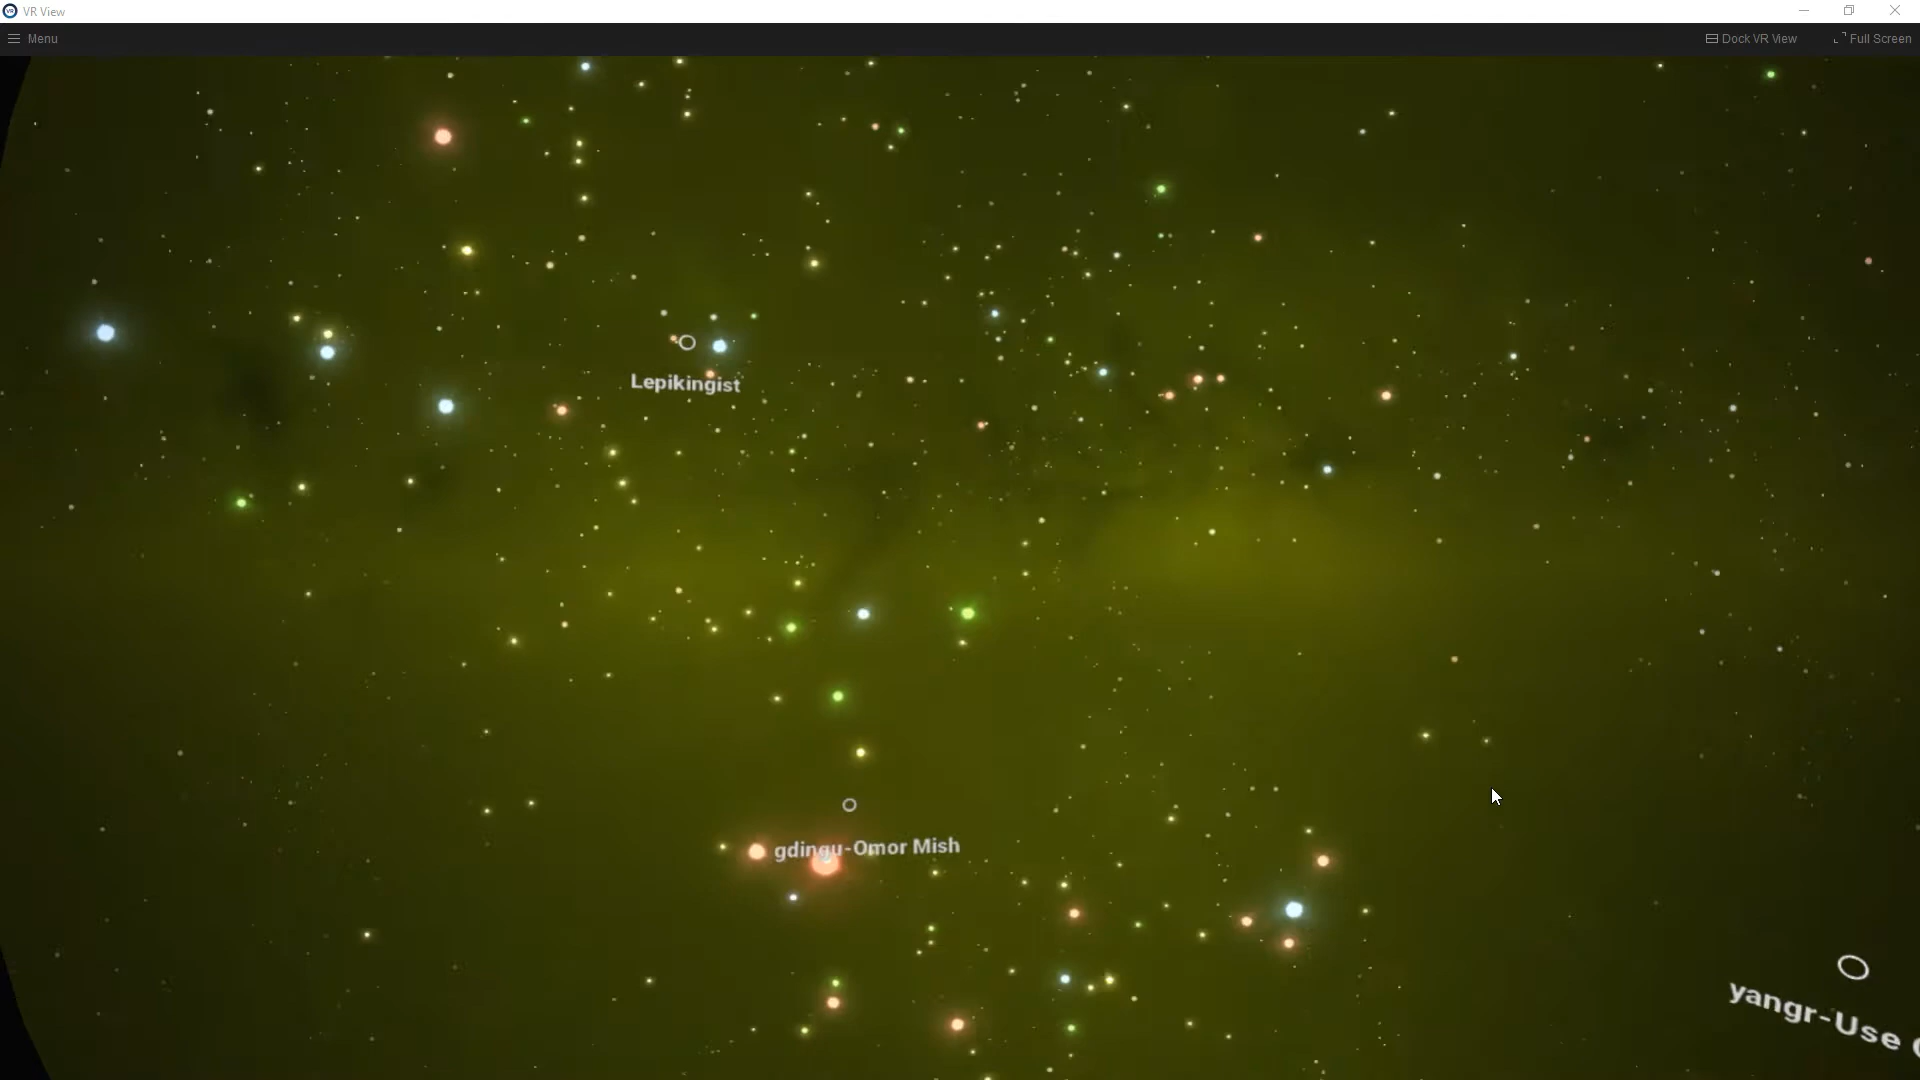 VR View
Menu
Dock VR View
Full Screen
Lepikingist
gdingu-Omor Mish
yangr-Use